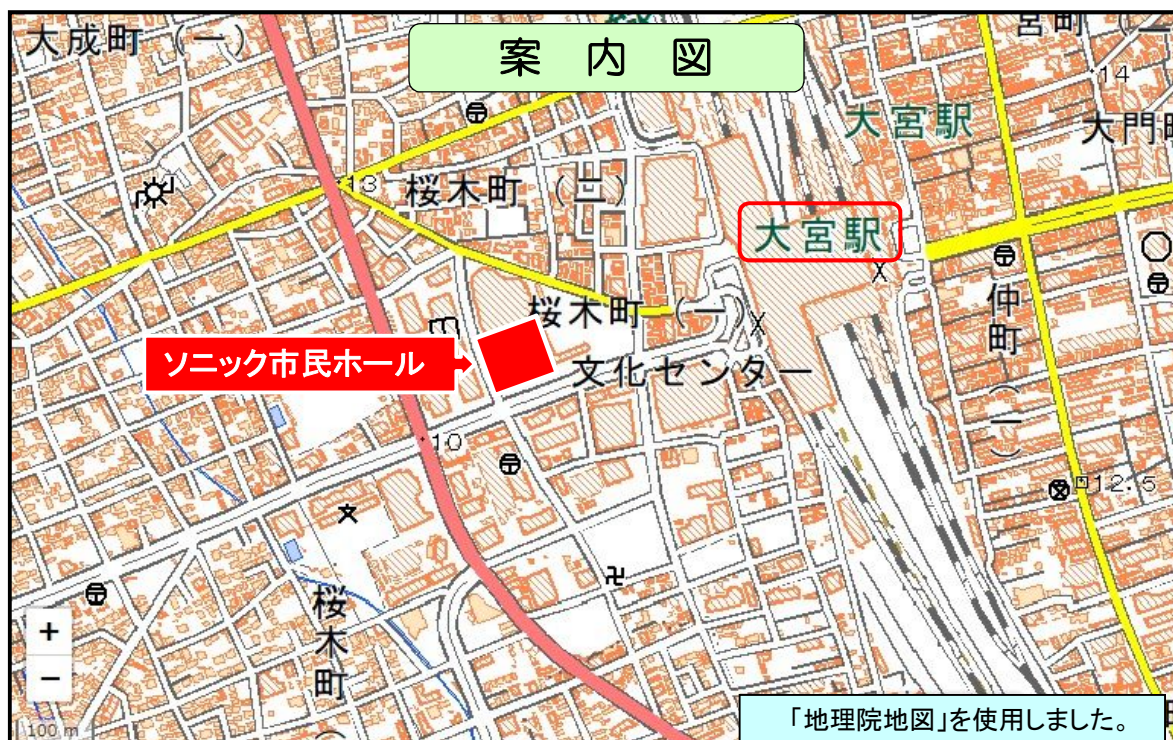 大成町（一）
案内図
14
大宮駅
大門町
13
桜木町（二）
大宮駅
桜木町（一）
仲町（一）
ソニック市民ホール
文化センター
10
12.5
桜木町
+
−
100 m
「地理院地図」を使用しました。